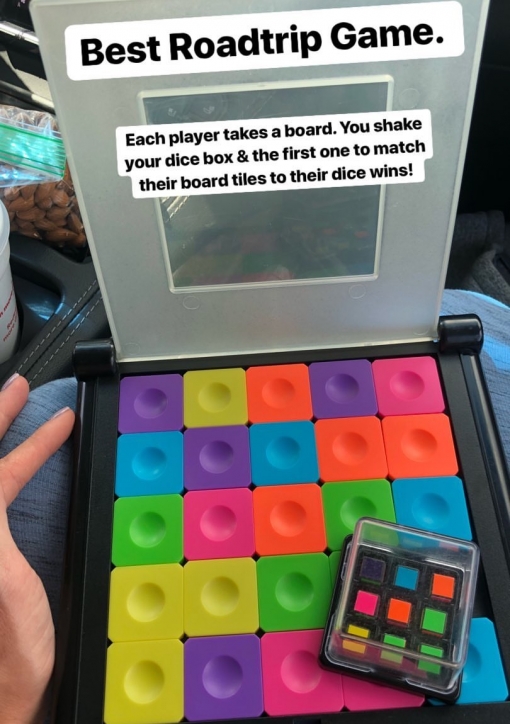 Best Roadtrip Game.
Each player takes a board. You shake
your dice box & the first one to match
their board tiles to their dice wins!